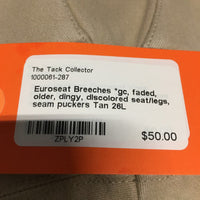 The Tack Collector
1000061-287
Euroseat Breeches *gc, faded,
older, dingy, discolored seat/legs,
seam puckers Tan 26L
$50.00
ZPLY2P